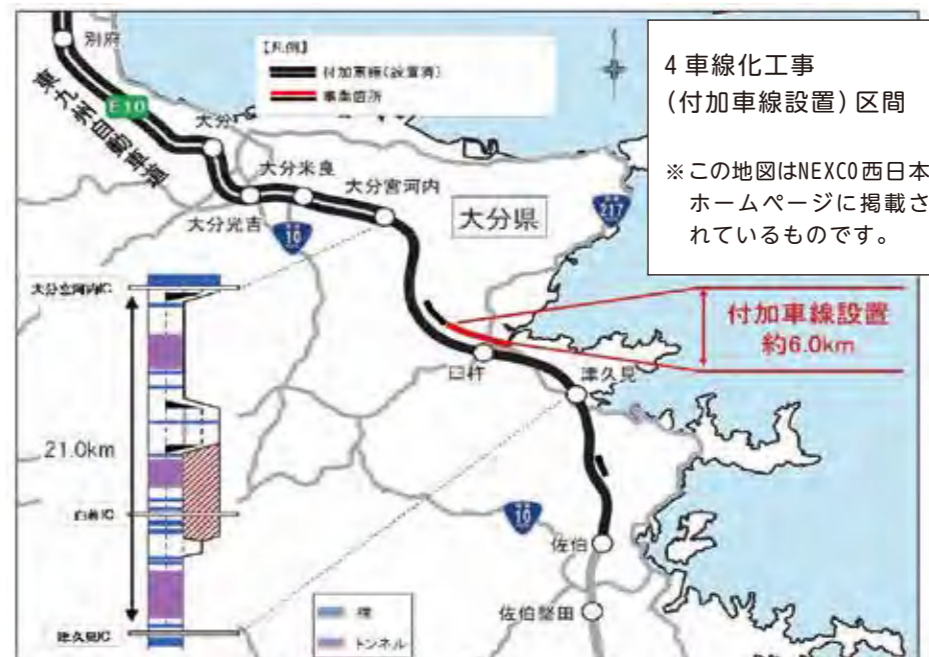 別府
【凡例】
付加車線(設置済)
事業箇所
4車線化工事
(付加車線設置)区間
※この地図はNEXCO西日本
ホームページに掲載さ
れているものです。
E10
東九州自動車道
大分
大分米良
大分宮河内
大分光吉
10
大分県
217
大分宮河内IC
付加車線設置
約6.0km
臼杵
津久見
21.0km
臼杵IC
10
佐伯
佐伯堅田
津久見IC
橋
トンネル